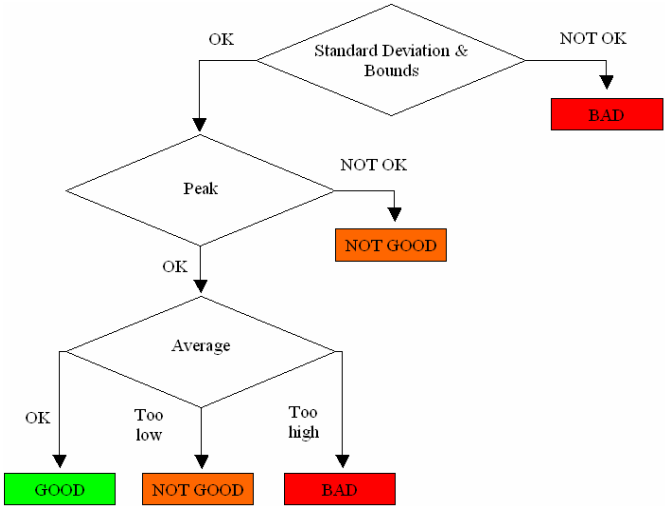 OK
Standard Deviation &
Bounds
NOT OK
BAD
Peak
NOT OK
NOT GOOD
OK
Average
OK
Too
low
Too
high
GOOD
NOT GOOD
BAD